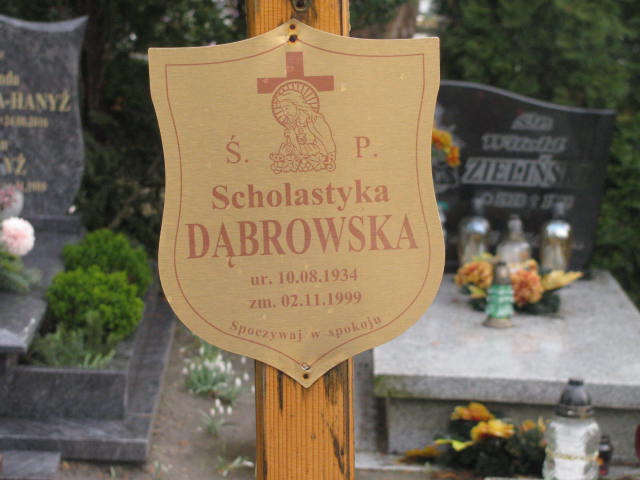 Ś. P.
Scholastyka
DĄBROWSKA
ur. 10.08.1934
zm. 02.11.1999
Spoczywaj w spokoju